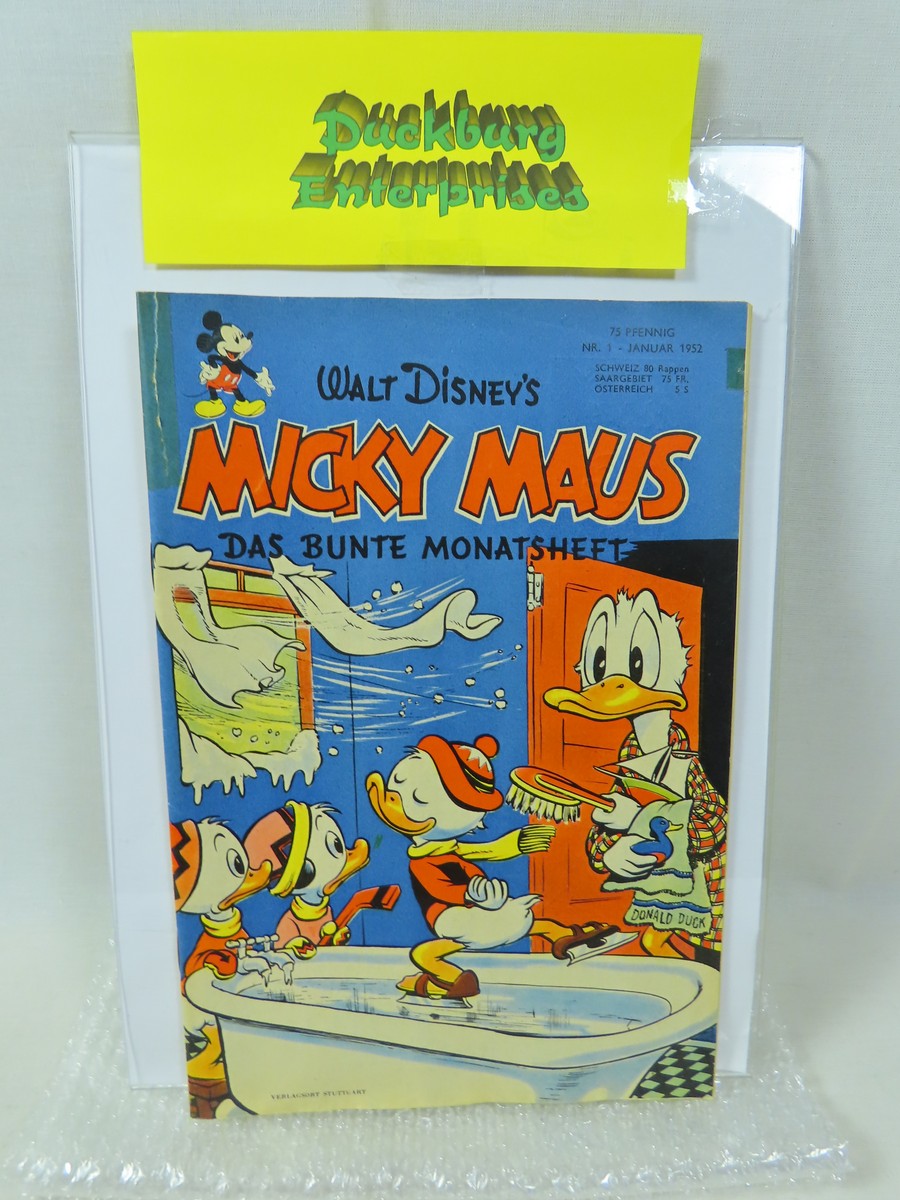 Duckburg
Enterprises
75 PFENNIG
NR. 1 - JANUAR 1952
SCHWEIZ 80 Rappen
SAARGEBIET 75 FR.
ÖSTERREICH 5 S
WALT DISNEY'S
MICKY MAUS
DAS BUNTE MONATSHEFT
DONALD DUCK
VERLAGSORT STUTTGART